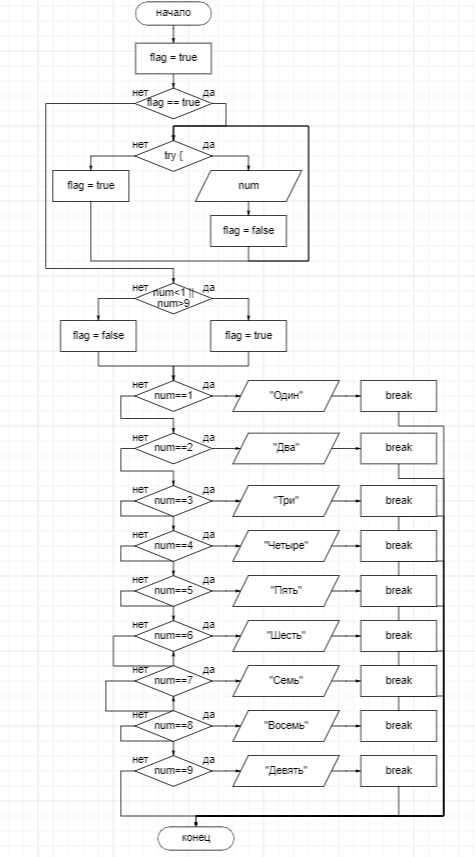 начало
flag = true
нет
да
flag == true
нет
да
try {
flag = true
num
flag = false
нет
да
num<1 ||
num>9
flag = false
flag = true
нет
да
num==1
"Один"
break
нет
да
num==2
"Два"
break
нет
да
num==3
"Три"
break
нет
да
num==4
"Четыре"
break
нет
да
num==5
"Пять"
break
нет
да
num==6
"Шесть"
break
нет
да
num==7
"Семь"
break
нет
да
num==8
"Восемь"
break
нет
да
num==9
"Девять"
break
конец